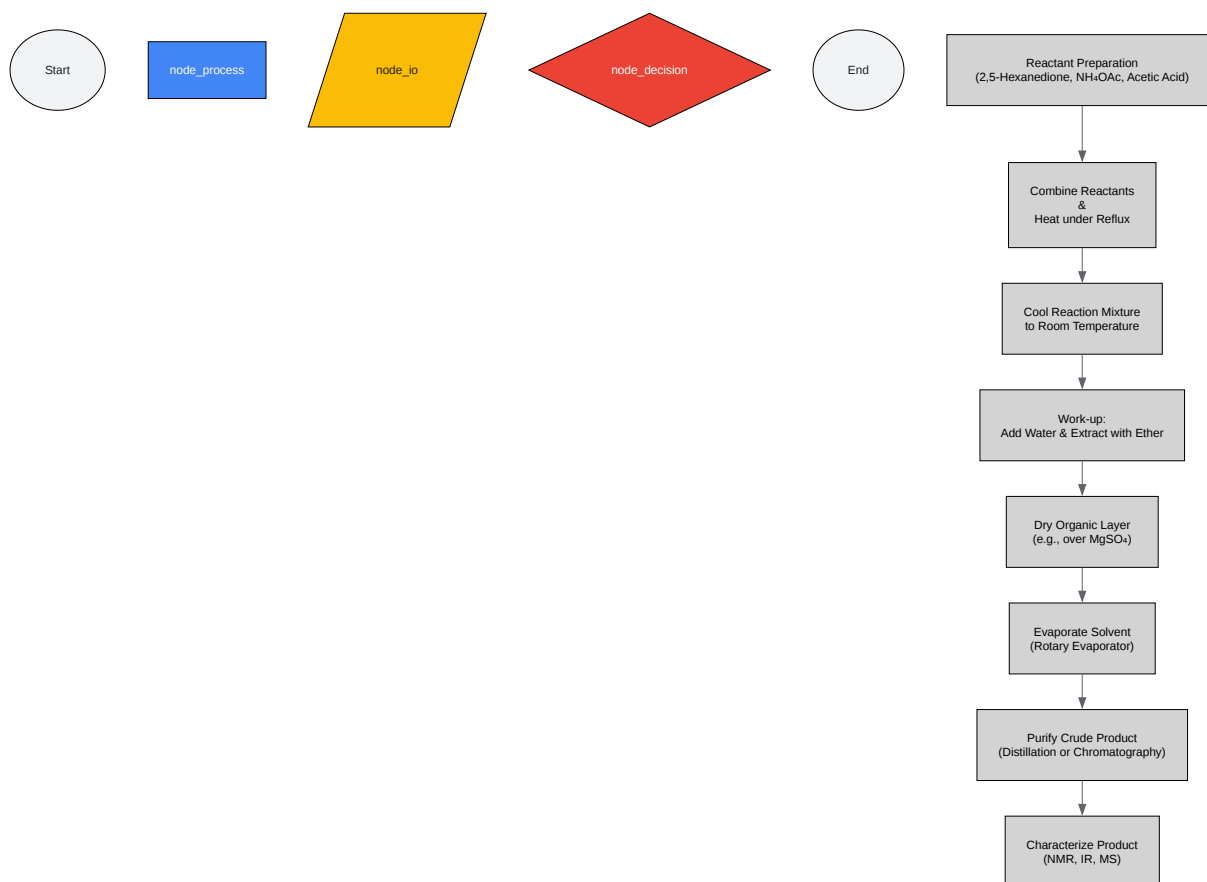 Start
node_process
node_io
node_decision
End
Reactant Preparation
(2,5-Hexanedione, NH₄OAc, Acetic Acid)
Combine Reactants
&
Heat under Reflux
Cool Reaction Mixture
to Room Temperature
Work-up:
Add Water & Extract with Ether
Dry Organic Layer
(e.g., over MgSO₄)
Evaporate Solvent
(Rotary Evaporator)
Purify Crude Product
(Distillation or Chromatography)
Characterize Product
(NMR, IR, MS)